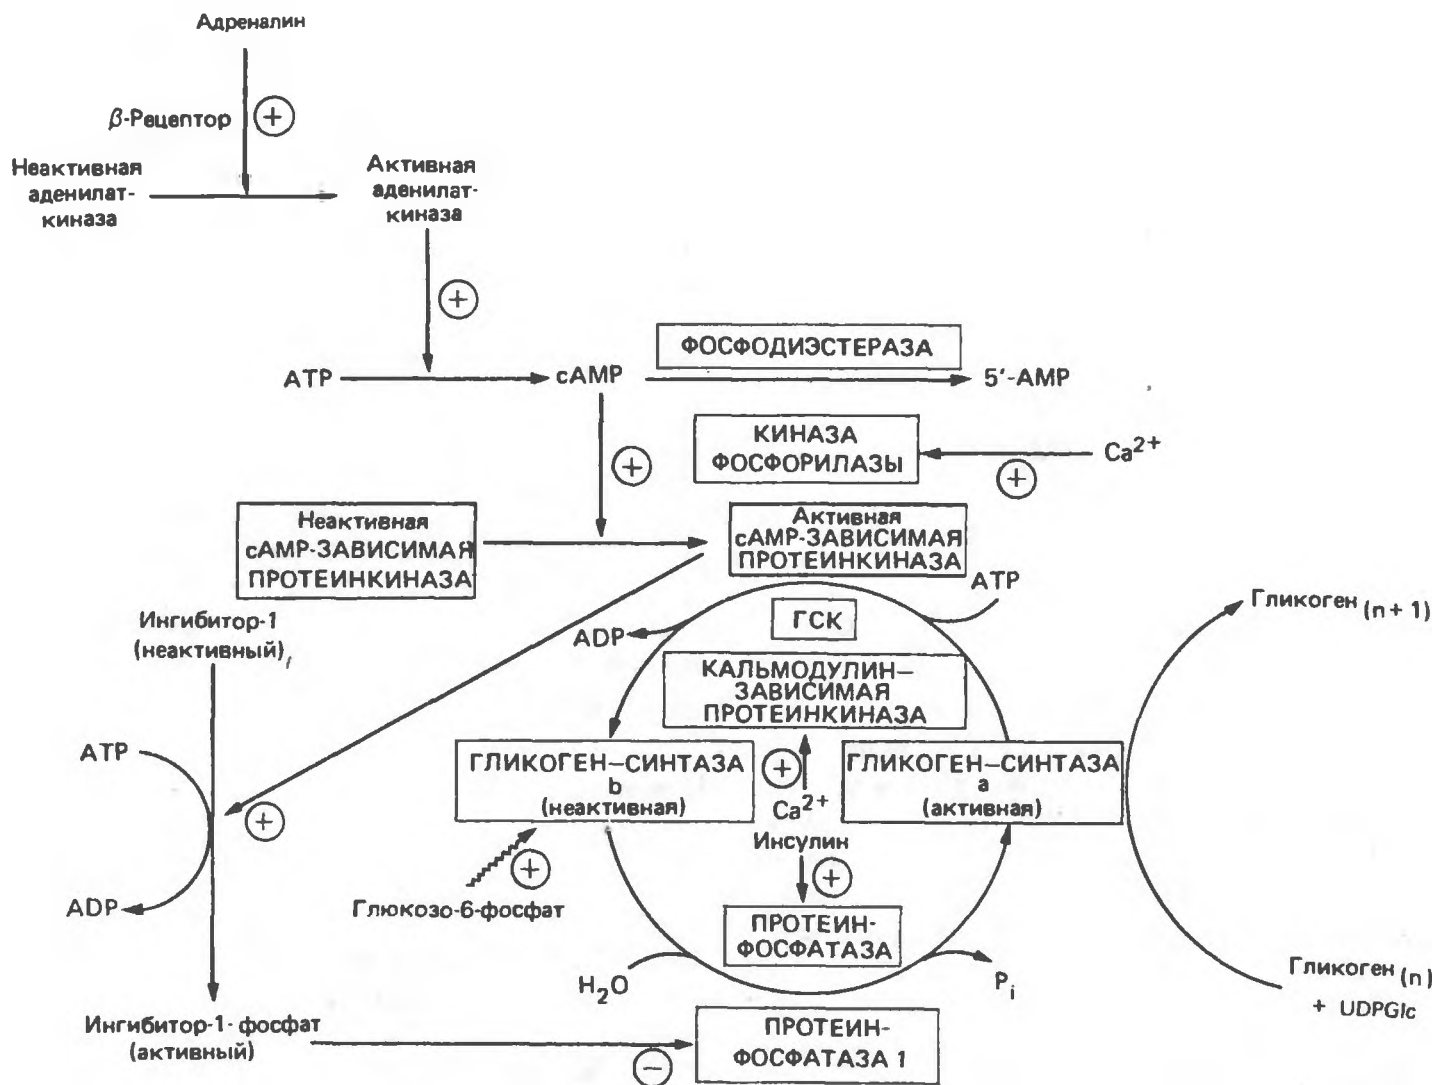 Адреналин
β-Рецептор
+
Неактивная
аденилат-
киназа
Активная
аденилат-
киназа
+
ATP
cAMP
ФОСФОДИЭСТЕРАЗА
5'-AMP
КИНАЗА
ФОСФОРИЛАЗЫ
Ca²⁺
+
+
Неактивная
cAMP-ЗАВИСИМАЯ
ПРОТЕИНКИНАЗА
Активная
cAMP-ЗАВИСИМАЯ
ПРОТЕИНКИНАЗА
ATP
Гликоген (n+1)
Ингибитор-1
(неактивный)
ADP
ГСК
КАЛЬМОДУЛИН–
ЗАВИСИМАЯ
ПРОТЕИНКИНАЗА
ATP
ГЛИКОГЕН–СИНТАЗА
b
(неактивная)
+
Ca²⁺
ГЛИКОГЕН–СИНТАЗА
a
(активная)
+
Инсулин
+
+
Глюкозо-6-фосфат
ADP
ПРОТЕИН-
ФОСФАТАЗА
H₂O
Pᵢ
Гликоген (n)
+ UDPGlc
Ингибитор-1-фосфат
(активный)
−
ПРОТЕИН-
ФОСФАТАЗА 1